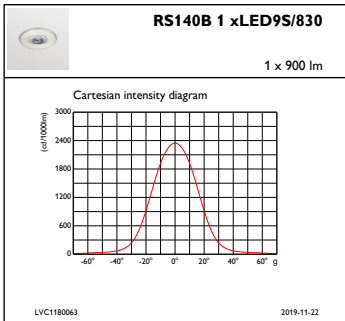 RS140B 1 xLED9S/830
1 x 900 lm
Cartesian intensity diagram
(cd/1000lm)
3000
2400
1800
1200
600
0
-60° -40° -20° 0° 20° 40° 60° g
LVC1180063 2019-11-22